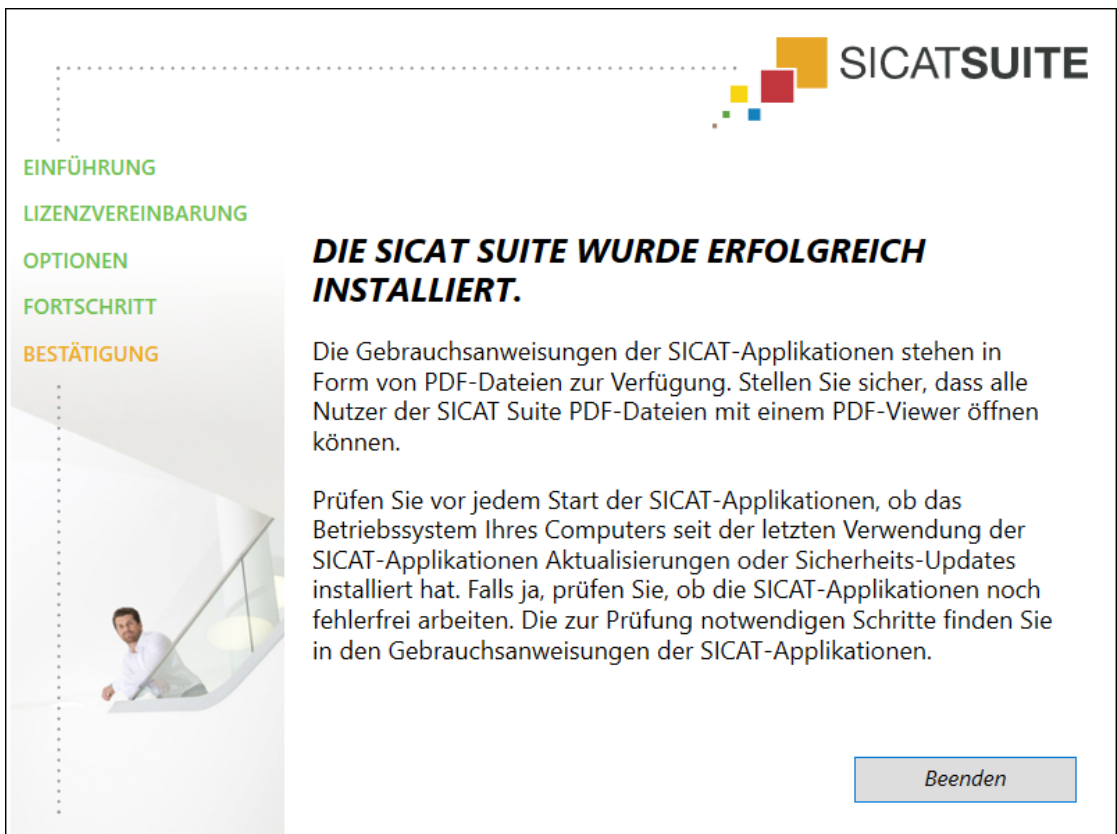 SICATSUITE
EINFÜHRUNG
LIZENZVEREINBARUNG
OPTIONEN
FORTSCHRITT
BESTÄTIGUNG
DIE SICAT SUITE WURDE ERFOLGREICH
INSTALLIERT.
Die Gebrauchsanweisungen der SICAT-Applikationen stehen in
Form von PDF-Dateien zur Verfügung. Stellen Sie sicher, dass alle
Nutzer der SICAT Suite PDF-Dateien mit einem PDF-Viewer öffnen
können.
Prüfen Sie vor jedem Start der SICAT-Applikationen, ob das
Betriebssystem Ihres Computers seit der letzten Verwendung der
SICAT-Applikationen Aktualisierungen oder Sicherheits-Updates
installiert hat. Falls ja, prüfen Sie, ob die SICAT-Applikationen noch
fehlerfrei arbeiten. Die zur Prüfung notwendigen Schritte finden Sie
in den Gebrauchsanweisungen der SICAT-Applikationen.
Beenden